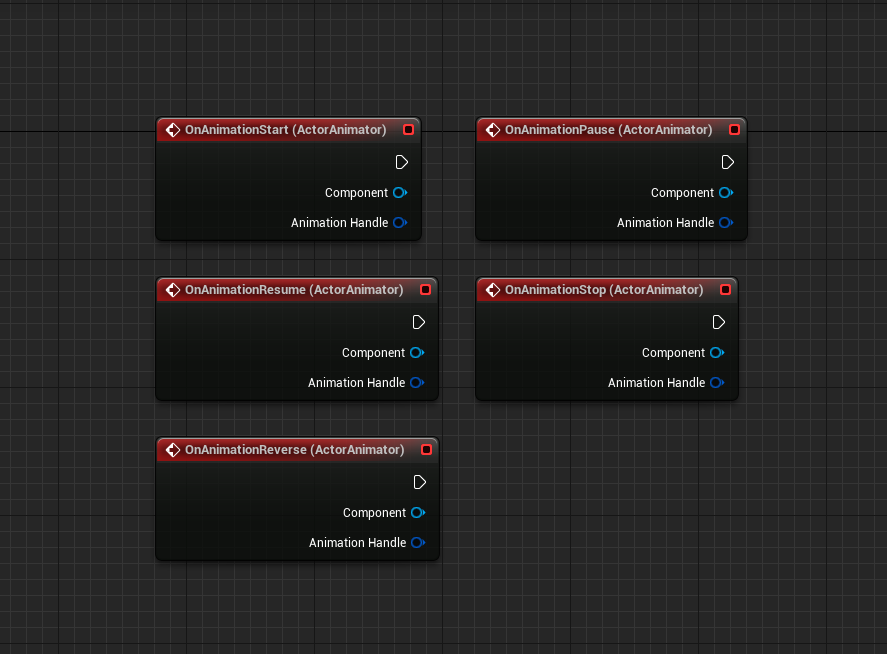 OnAnimationStart (ActorAnimator)
Component
Animation Handle
OnAnimationPause (ActorAnimator)
Component
Animation Handle
OnAnimationResume (ActorAnimator)
Component
Animation Handle
OnAnimationStop (ActorAnimator)
Component
Animation Handle
OnAnimationReverse (ActorAnimator)
Component
Animation Handle